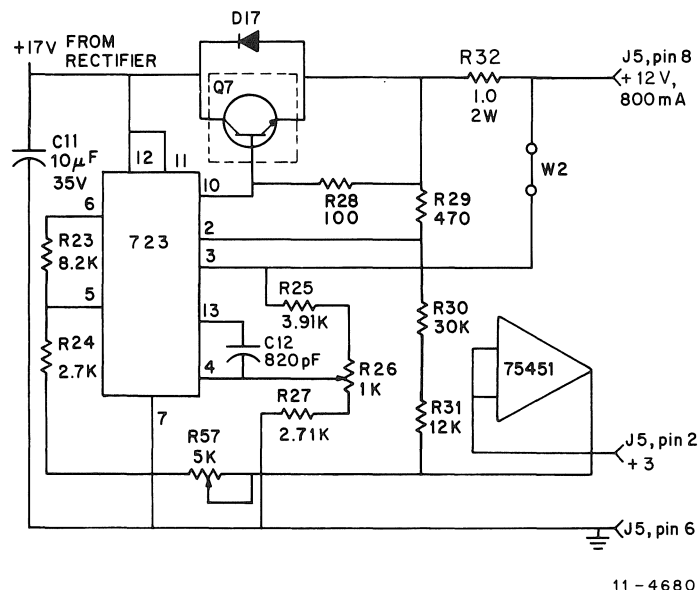 D17
+17V FROM
RECTIFIER
Q7
R32
1.0
2W
J5, pin 8
+12V,
800mA
C11
10µF
35V
12
11
10
W2
R28
100
R29
470
6
723
2
3
R23
8.2K
5
R25
3.91K
13
R30
30K
C12
820pF
R24
2.7K
4
R26
1K
75451
R27
2.71K
R31
12K
7
R57
5K
J5, pin 2
+3
J5, pin 6
11-4680